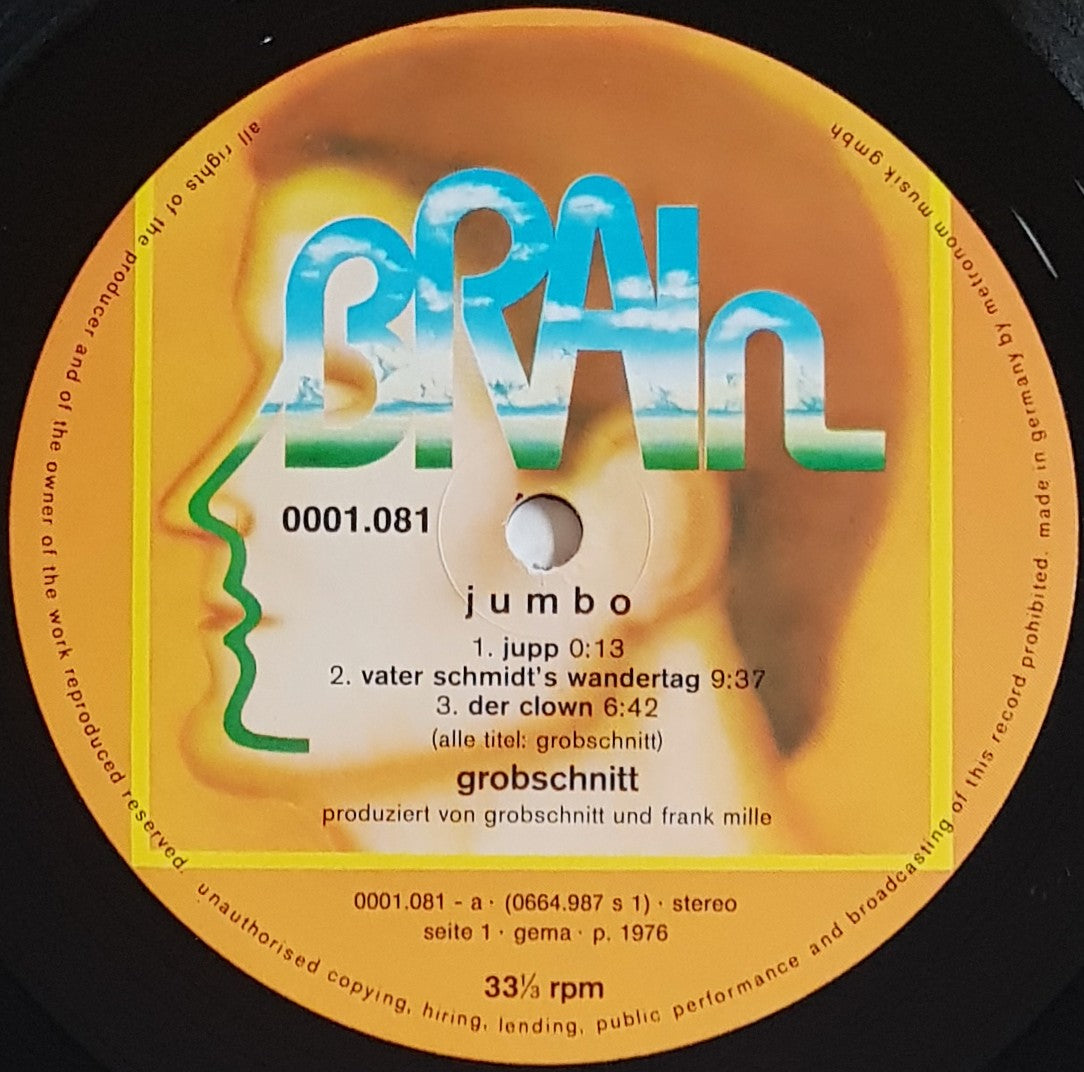 BRAIn
0001.081
jumbo
1. jupp 0:13
2. vater schmidt's wandertag 9:37
3. der clown 6:42
(alle titel: grobschnitt)
grobschnitt
produziert von grobschnitt und frank mille
0001.081 - a · (0664.987 s 1) · stereo
seite 1 · gema · p. 1976
33⅓ rpm
all rights of the producer and of the owner of the work reproduced reserved. unauthorised copying, hiring, lending, public performance and broadcasting of this record prohibited. made in germany by metronom musik gmbh